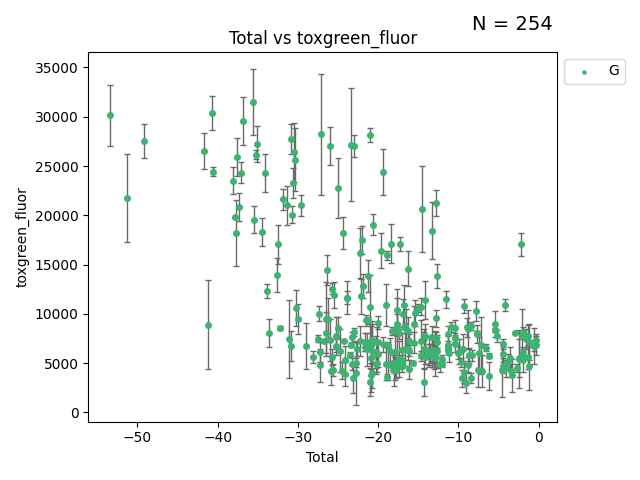 N = 254
Total vs toxgreen_fluor
G
toxgreen_fluor
35000
30000
25000
20000
15000
10000
5000
0
−50 −40 −30 −20 −10 0
Total